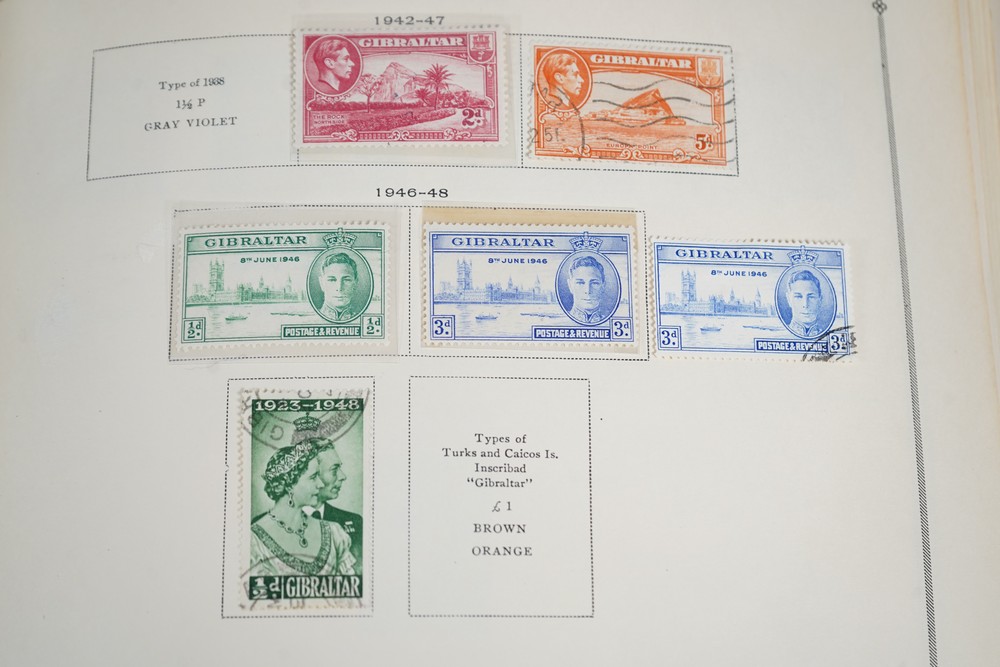 1942-47
Type of 1938
1½ P
GRAY VIOLET
GIBRALTAR
THE ROCK
NORTH SIDE
2d.
GIBRALTAR
25F
EUROPA POINT
5d
1946-48
GIBRALTAR
8TH JUNE 1946
½d. ½d.
POSTAGE & REVENUE
GIBRALTAR
8TH JUNE 1946
3d. 3d.
POSTAGE & REVENUE
GIBRALTAR
8TH JUNE 1946
3d. 3d.
POSTAGE & REVENUE
1923-1948
½d GIBRALTAR
Types of
Turks and Caicos Is.
Inscribad
"Gibraltar"
£ 1
BROWN
ORANGE